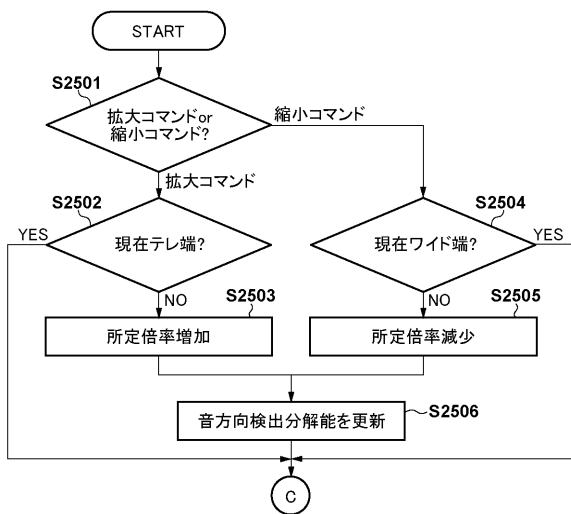 START
S2501
拡大コマンドor
縮小コマンド?
縮小コマンド
拡大コマンド
S2502
S2504
YES
現在テレ端?
現在ワイド端?
YES
NO
S2503
NO
S2505
所定倍率増加
所定倍率減少
音方向検出分解能を更新
S2506
C